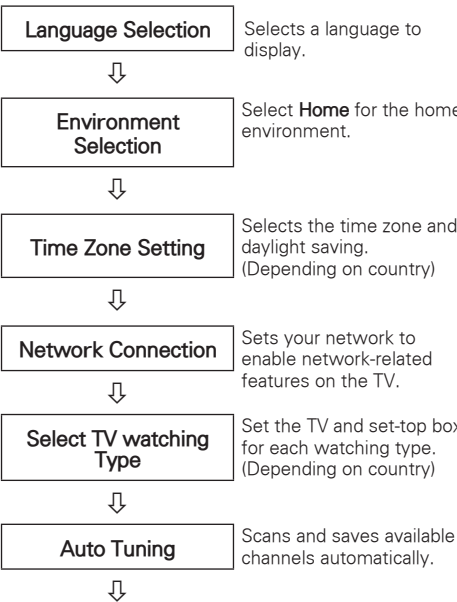 Language Selection
Selects a language to
display.
Environment
Selection
Select Home for the home
environment.
Time Zone Setting
Selects the time zone and
daylight saving.
(Depending on country)
Network Connection
Sets your network to
enable network-related
features on the TV.
Select TV watching
Type
Set the TV and set-top box
for each watching type.
(Depending on country)
Auto Tuning
Scans and saves available
channels automatically.